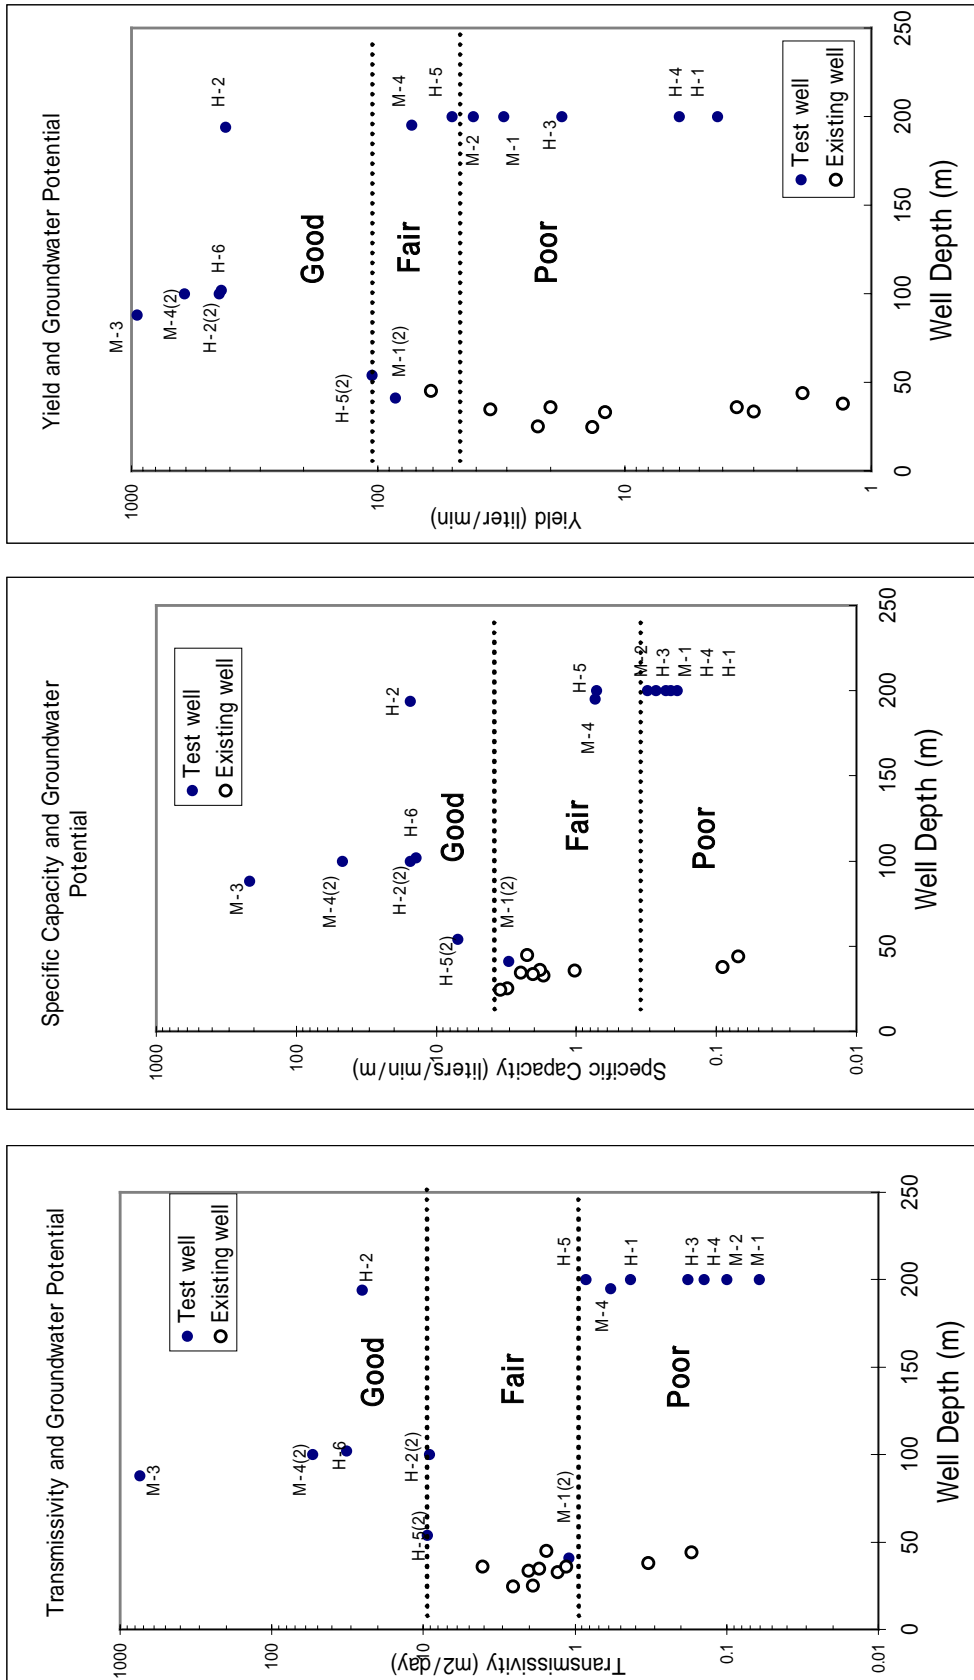 Transmissivity and Groundwater Potential
Test well
Existing well
1000
100
10
1
0.1
0.01
Transmissivity (m2/day)
M-3
M-4(2)
H-6
H-2
H-2(2)
H-5(2)
M-1(2)
H-5
M-4
H-1
H-3
H-4
M-2
M-1
Good
Fair
Poor
0
50
100
150
200
250
Well Depth (m)
Specific Capacity and Groundwater
Potential
Test well
Existing well
1000
100
10
1
0.1
0.01
Specific Capacity (liters/min/m)
M-3
M-4(2)
H-2(2)
H-6
H-2
H-5(2)
M-1(2)
M-4
H-5
M-2
H-3
M-1
H-4
H-1
Good
Fair
Poor
0
50
100
150
200
250
Well Depth (m)
Yield and Groundwater Potential
1000
100
10
1
Yield (liter/min)
M-3
M-4(2)
H-2(2)
H-6
H-2
H-5(2)
M-1(2)
M-4
H-5
M-2
M-1
H-3
H-4
H-1
Good
Fair
Poor
Test well
Existing well
0
50
100
150
200
250
Well Depth (m)